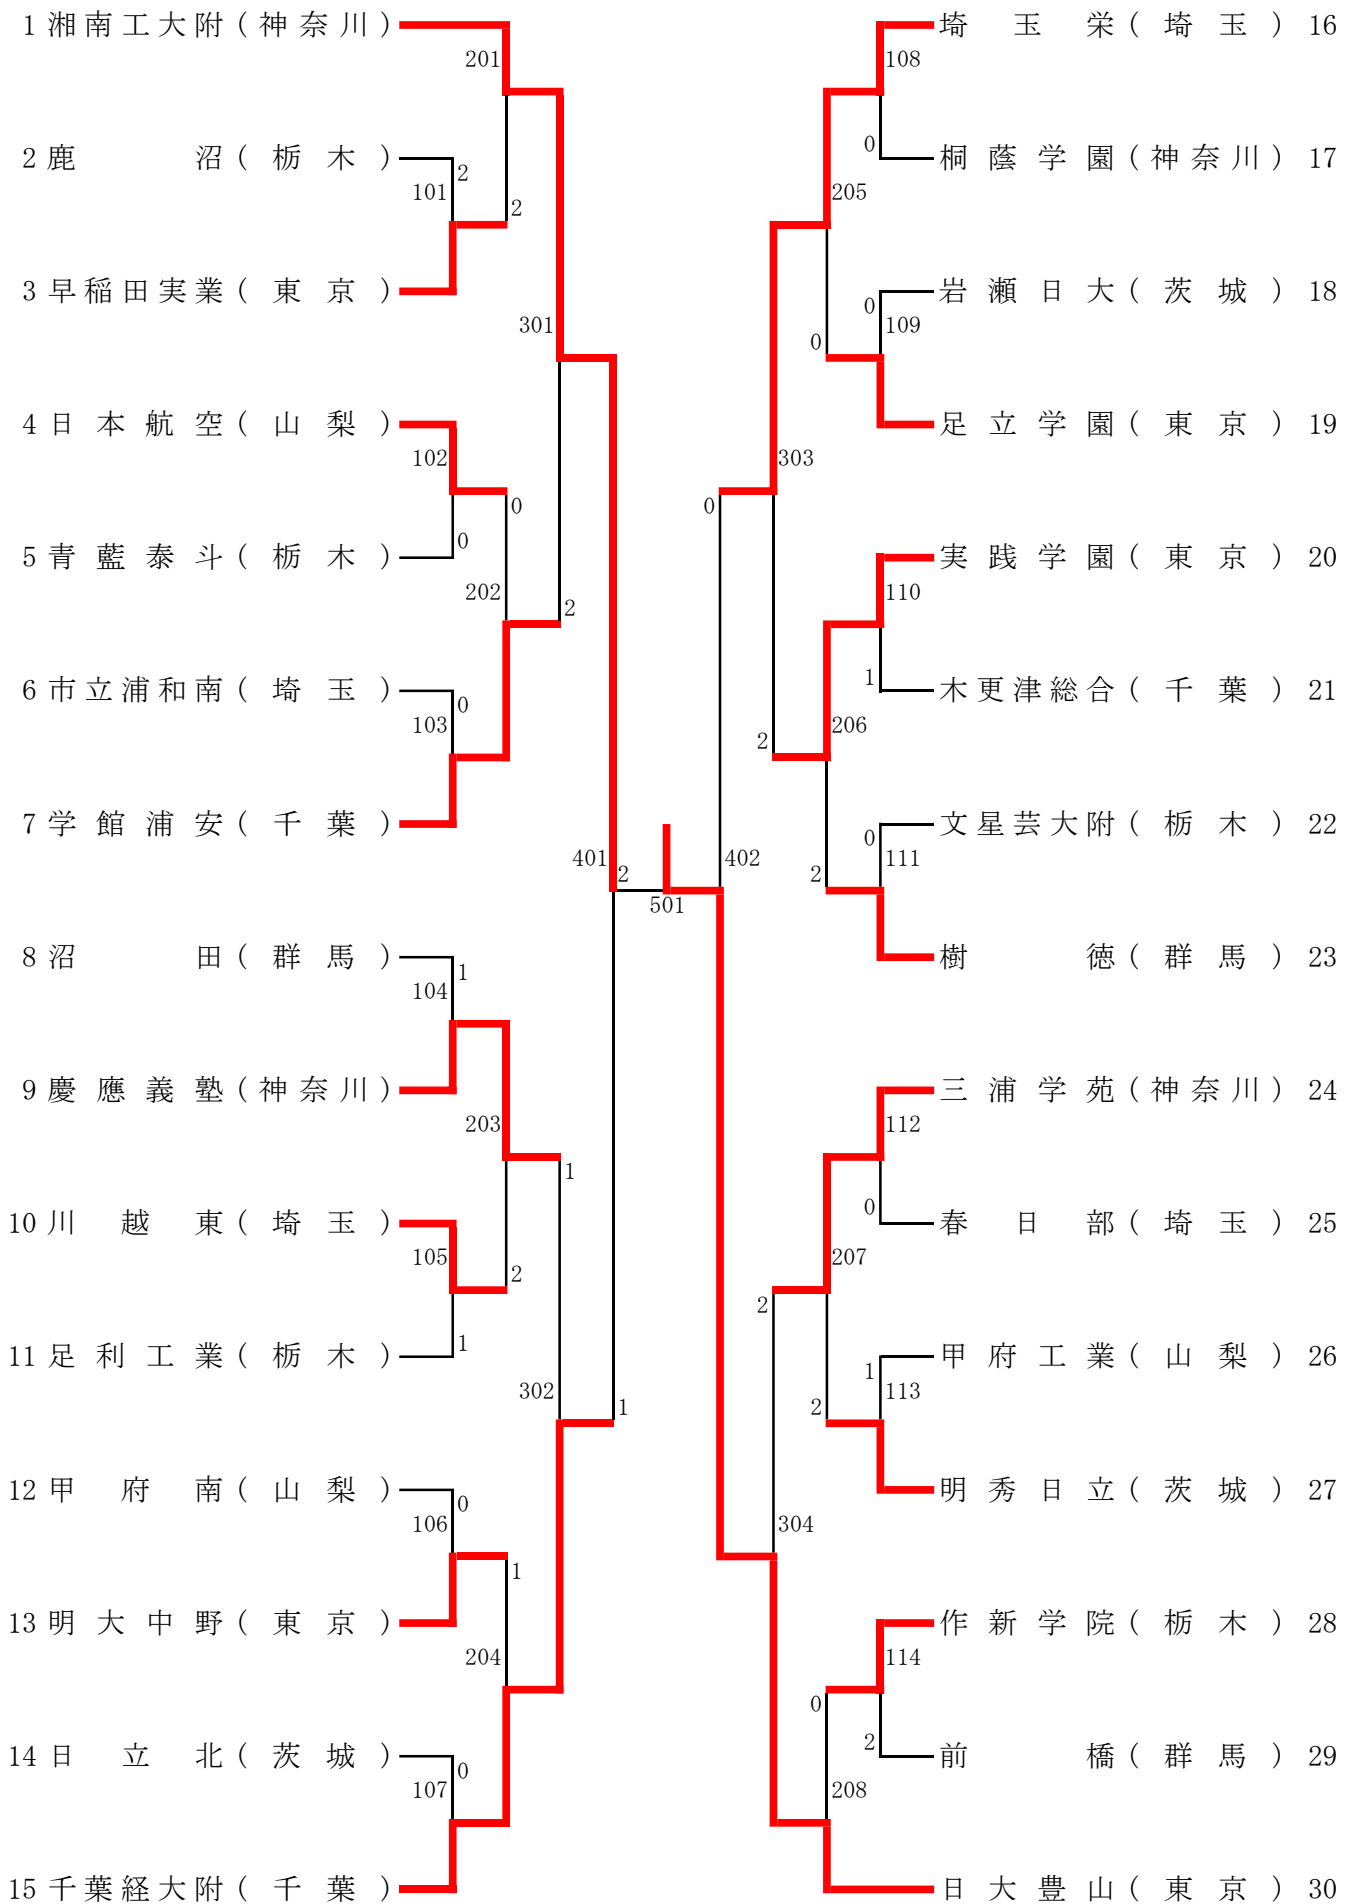 1 湘南工大附 ( 神奈川 )
201
2 鹿沼 ( 栃木 )
2
101
2
3 早稲田実業 ( 東京 )
301
4 日本航空 ( 山梨 )
102
0
5 青藍泰斗 ( 栃木 )
0
202
2
6 市立浦和南 ( 埼玉 )
0
103
7 学館浦安 ( 千葉 )
401
2
501
8 沼田 ( 群馬 )
1
104
9 慶應義塾 ( 神奈川 )
203
1
10 川越東 ( 埼玉 )
105
2
11 足利工業 ( 栃木 )
1
302
1
12 甲府南 ( 山梨 )
0
106
1
13 明大中野 ( 東京 )
204
14 日立北 ( 茨城 )
0
107
15 千葉経大附 ( 千葉 )
埼玉栄 ( 埼玉 ) 16
108
0
桐蔭学園 ( 神奈川 ) 17
205
岩瀬日大 ( 茨城 ) 18
0
109
0
足立学園 ( 東京 ) 19
303
0
実践学園 ( 東京 ) 20
110
1
木更津総合 ( 千葉 ) 21
206
2
文星芸大附 ( 栃木 ) 22
0
111
402
2
樹徳 ( 群馬 ) 23
三浦学苑 ( 神奈川 ) 24
112
0
春日部 ( 埼玉 ) 25
207
2
甲府工業 ( 山梨 ) 26
1
113
2
明秀日立 ( 茨城 ) 27
304
作新学院 ( 栃木 ) 28
114
0
2
前橋 ( 群馬 ) 29
208
日大豊山 ( 東京 ) 30